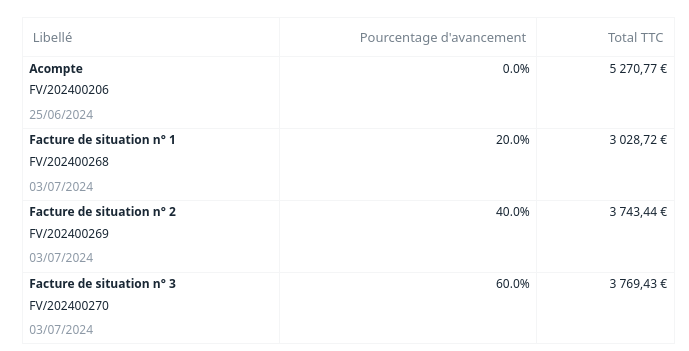 Libellé Pourcentage d'avancement Total TTC
Acompte 0.0% 5 270,77 €
FV/202400206
25/06/2024
Facture de situation n° 1 20.0% 3 028,72 €
FV/202400268
03/07/2024
Facture de situation n° 2 40.0% 3 743,44 €
FV/202400269
03/07/2024
Facture de situation n° 3 60.0% 3 769,43 €
FV/202400270
03/07/2024